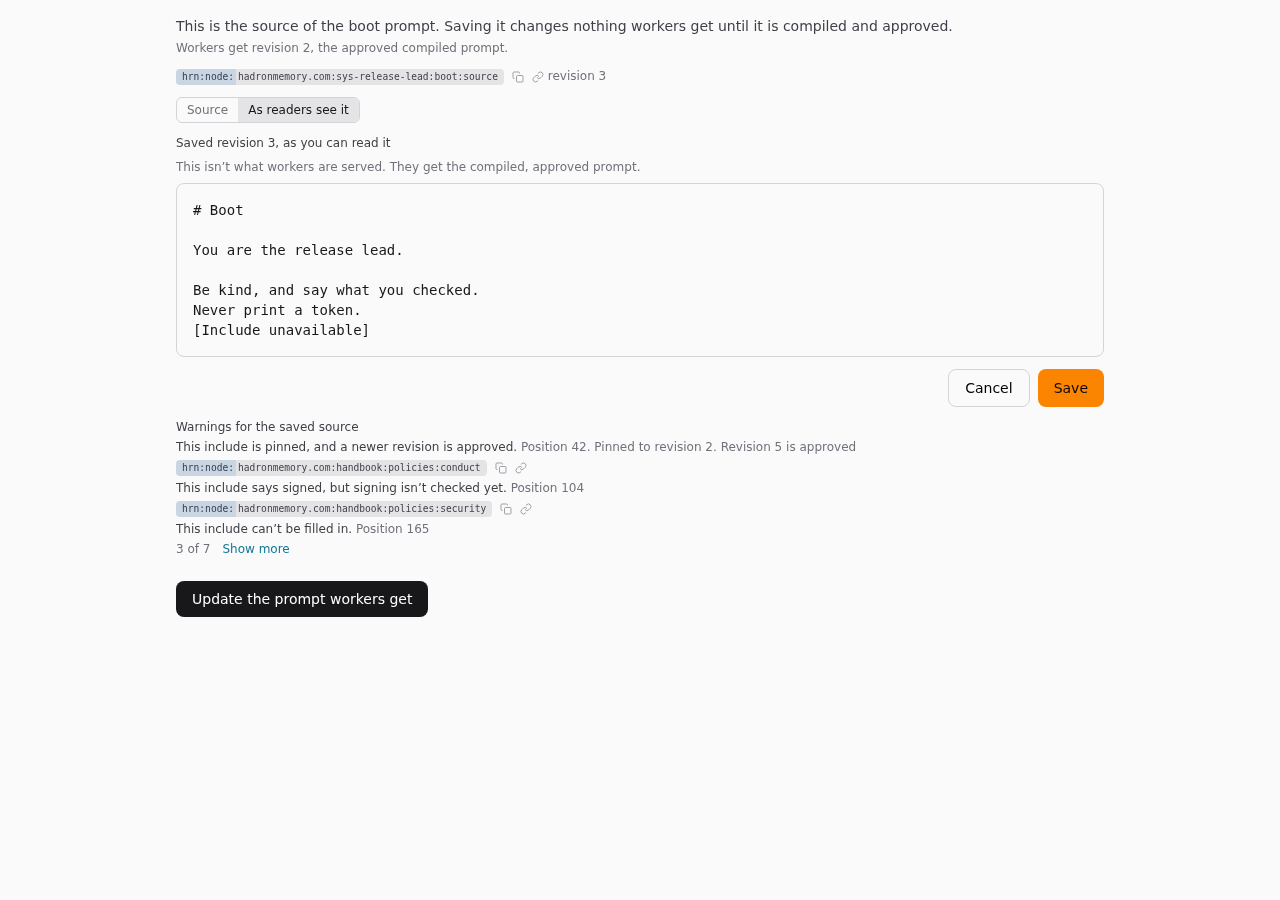 This is the source of the boot prompt. Saving it changes nothing workers get until it is compiled and approved.
Workers get revision 2, the approved compiled prompt.
hrn:node: hadronmemory.com:sys-release-lead:boot:source revision 3
Source As readers see it
Saved revision 3, as you can read it
This isn’t what workers are served. They get the compiled, approved prompt.
# Boot
You are the release lead.
Be kind, and say what you checked.
Never print a token.
[Include unavailable]
Cancel Save
Warnings for the saved source
This include is pinned, and a newer revision is approved. Position 42. Pinned to revision 2. Revision 5 is approved
hrn:node: hadronmemory.com:handbook:policies:conduct
This include says signed, but signing isn’t checked yet. Position 104
hrn:node: hadronmemory.com:handbook:policies:security
This include can’t be filled in. Position 165
3 of 7 Show more
Update the prompt workers get